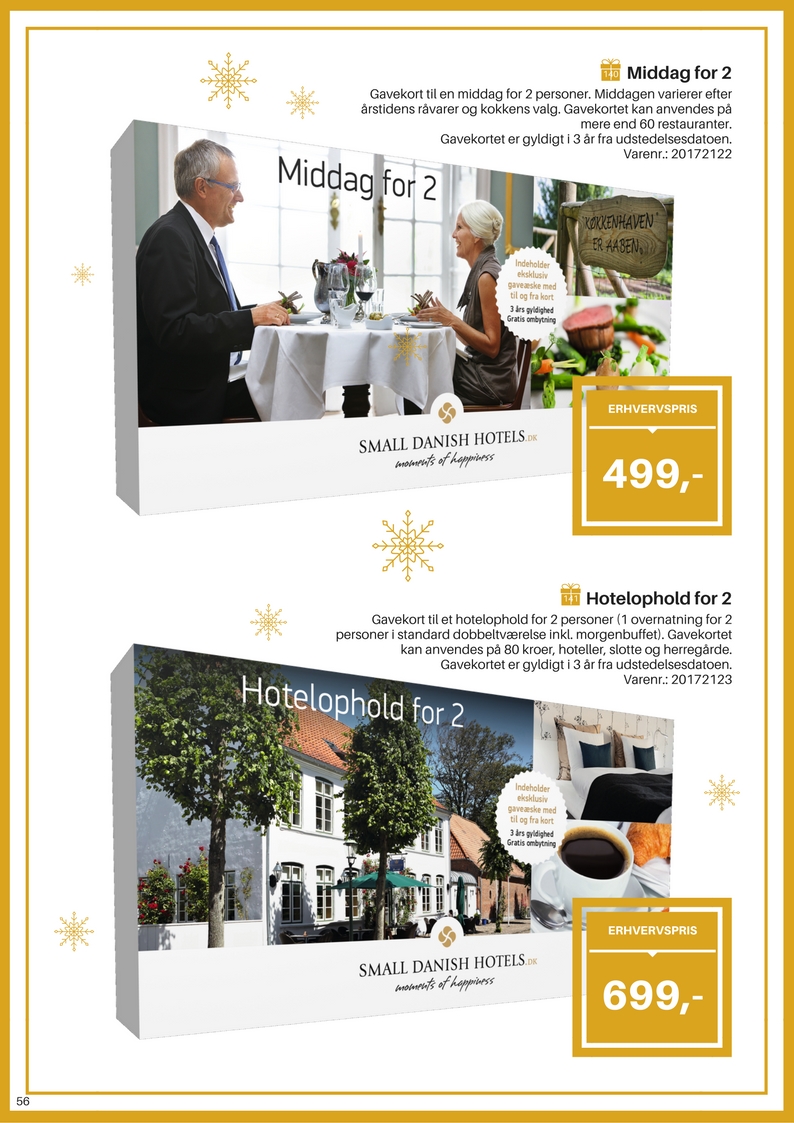 140 Middag for 2
Gavekort til en middag for 2 personer. Middagen varierer efter
årstidens råvarer og kokkens valg. Gavekortet kan anvendes på
mere end 60 restauranter.
Gavekortet er gyldigt i 3 år fra udstedelsesdatoen.
Varenr.: 20172122
Middag for 2
KØKKENHAVEN
ER AABEN
Indeholder
eksklusiv
gaveæske med
til og fra kort
3 års gyldighed
Gratis ombytning
SMALL DANISH HOTELS.DK
moments of happiness
ERHVERVSPRIS
499,-
141 Hotelophold for 2
Gavekort til et hotelophold for 2 personer (1 overnatning for 2
personer i standard dobbeltværelse inkl. morgenbuffet). Gavekortet
kan anvendes på 80 kroer, hoteller, slotte og herregårde.
Gavekortet er gyldigt i 3 år fra udstedelsesdatoen.
Varenr.: 20172123
Hotelophold for 2
Indeholder
eksklusiv
gaveæske med
til og fra kort
3 års gyldighed
Gratis ombytning
SMALL DANISH HOTELS.DK
moments of happiness
ERHVERVSPRIS
699,-
56